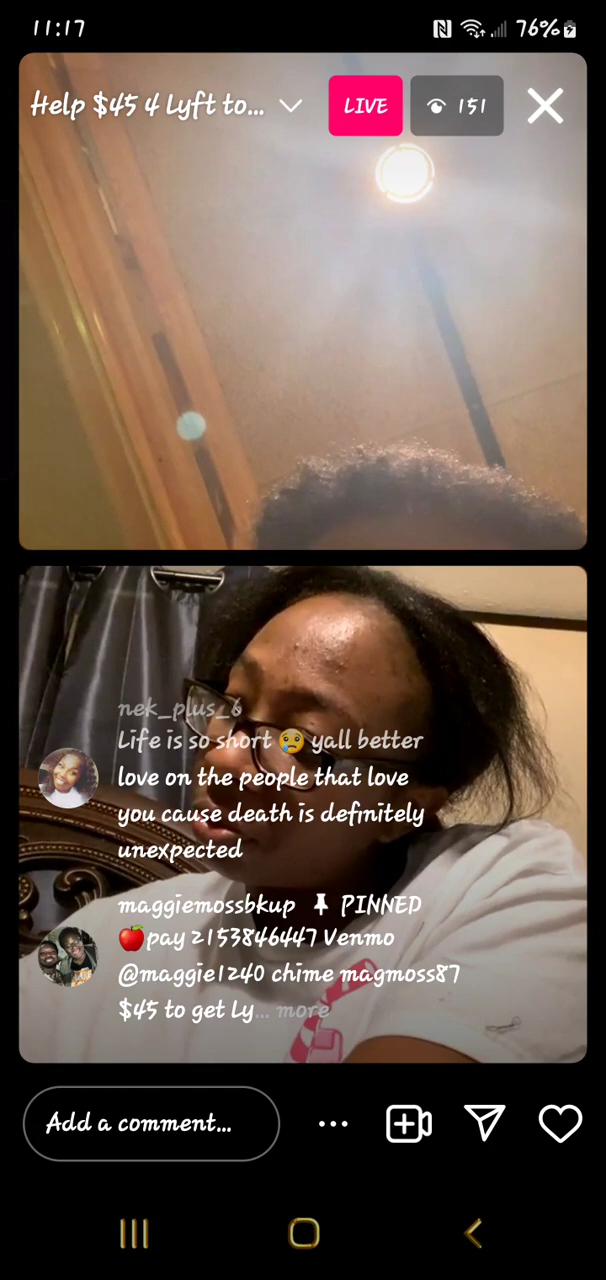 11:17 76%
Help $45 4 Lyft to... LIVE 151
nek_plus_6
Life is so short 😢 yall better
love on the people that love
you cause death is definitely
unexpected
maggiemossbkup 📌 PINNED
🍎pay 2153846447 Venmo
@maggie1240 chime magmoss87
$45 to get Ly... more
Add a comment...